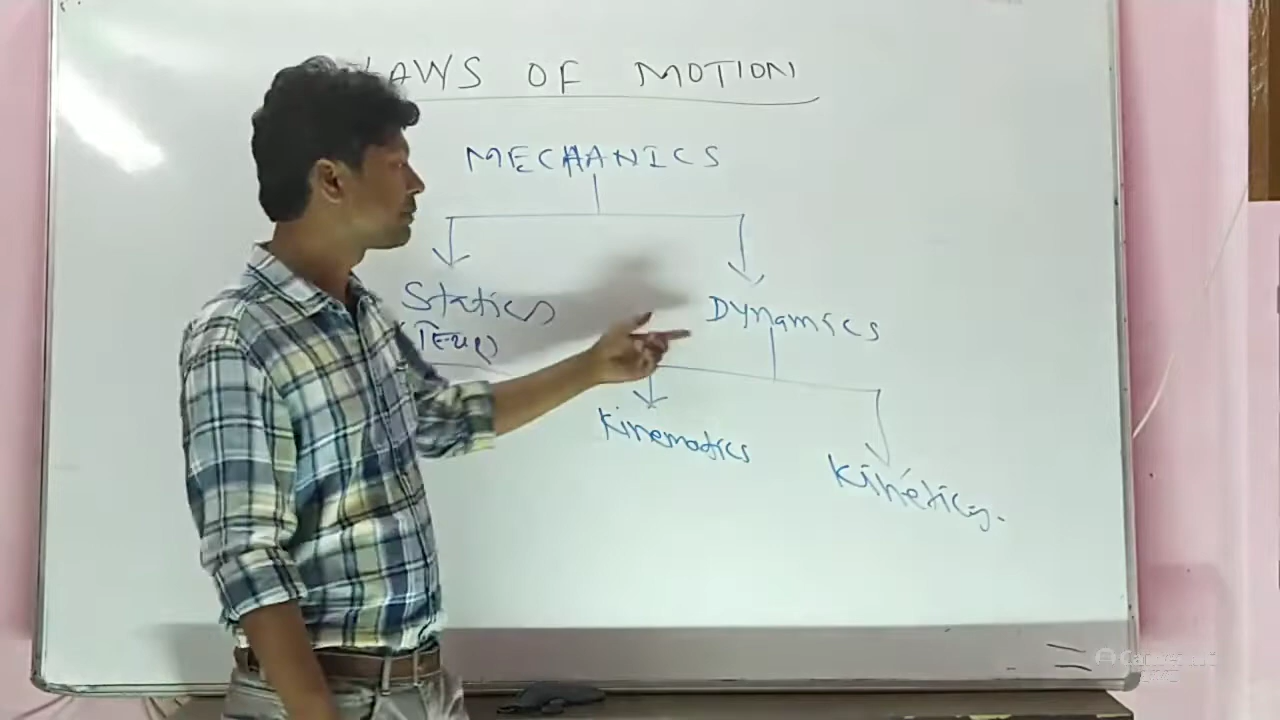 LAWS OF MOTION
MECHANICS
Statics
Dynamics
Kinematics
Kinetics.